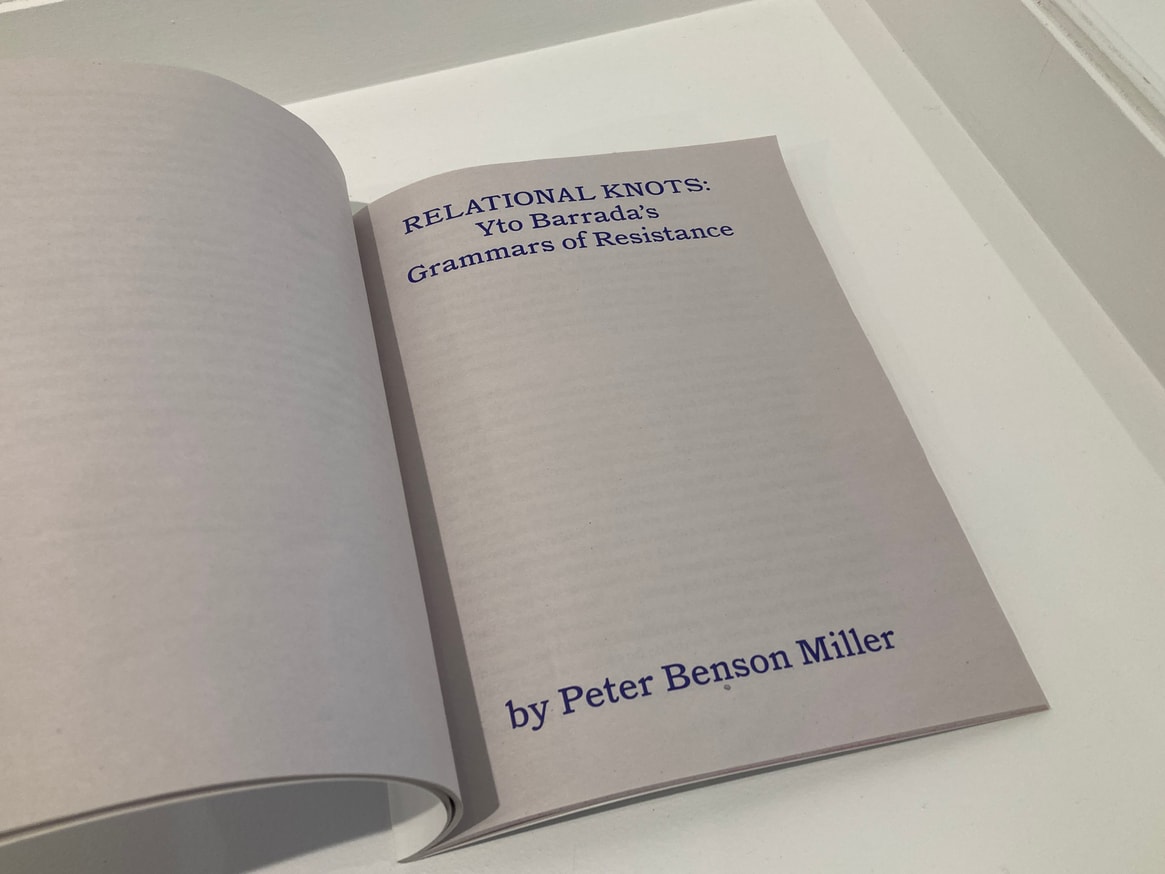 RELATIONAL KNOTS:
Yto Barrada’s
Grammars of Resistance
by Peter Benson Miller